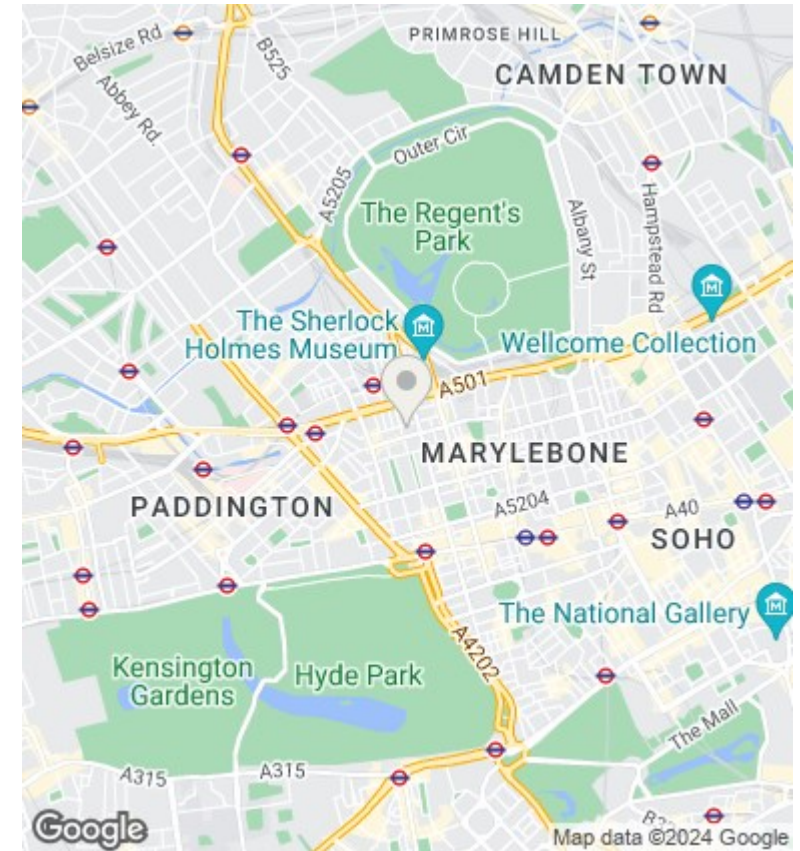 PRIMROSE HILL
Belsize Rd
B525
CAMDEN TOWN
Abbey Rd.
Outer Cir
A5205
The Regent's
Park
Albany St
Hampstead Rd
The Sherlock
Holmes Museum
Wellcome Collection
A501
MARYLEBONE
PADDINGTON
A5204
A40
SOHO
The National Gallery
A4202
Kensington
Gardens
Hyde Park
The Mall
A315
A315
Google
Map data ©2024 Google